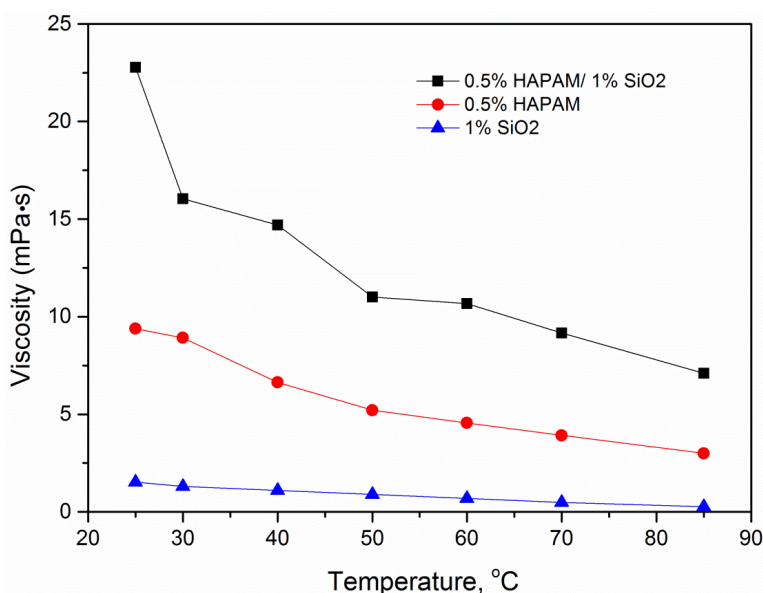 25
20
15
10
5
0
Viscosity (mPa•s)
0.5% HAPAM/ 1% SiO2
0.5% HAPAM
1% SiO2
20 30 40 50 60 70 80 90
Temperature, °C